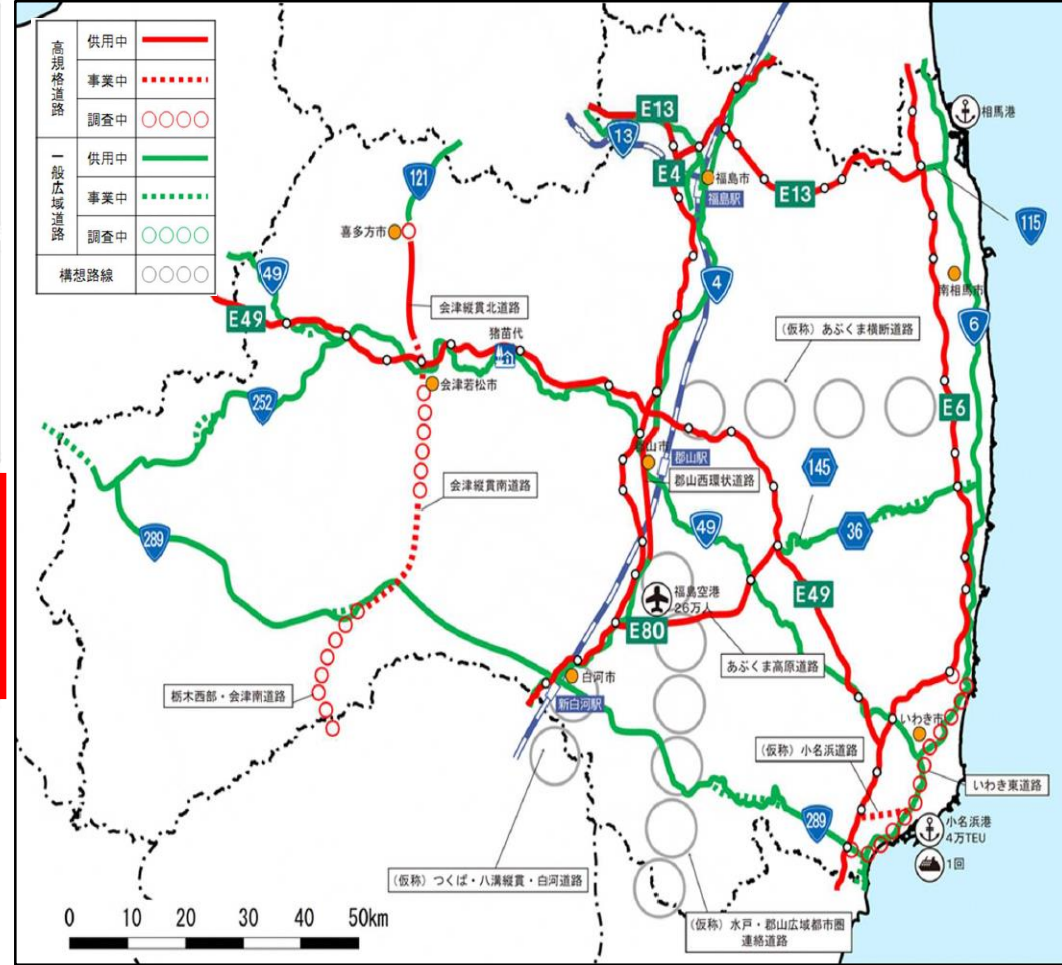 高規格道路
供用中
事業中
調査中
一般広域道路
供用中
事業中
調査中
構想路線
E13
13
E4
福島市
福島駅
E13
相馬港
115
121
喜多方市
49
E49
会津縦貫北道路
猪苗代
4
南相馬市
(仮称)あぶくま横断道路
6
会津若松市
252
E6
郡山駅
145
会津縦貫南道路
郡山西環状道路
289
49
36
福島空港
26万人
E49
E80
あぶくま高原道路
白河市
栃木西部・会津南道路
新白河駅
いわき市
(仮称)小名浜道路
いわき東道路
289
小名浜港
4万TEU
1回
(仮称)つくば・八溝縦貫・白河道路
(仮称)水戸・郡山広域都市圏
連絡道路
0 10 20 30 40 50km